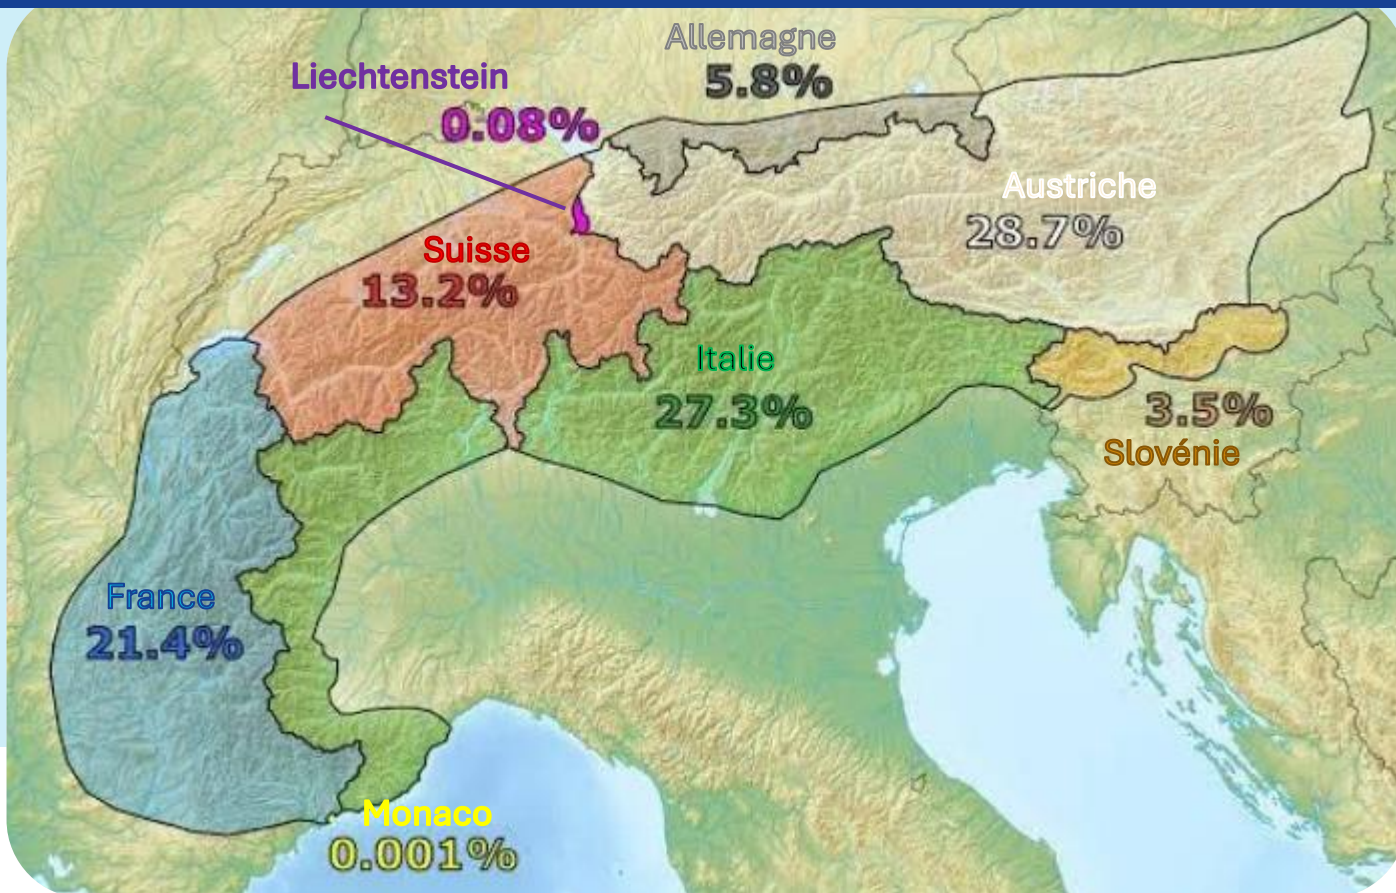 Allemagne
5.8%
Liechtenstein
0.08%
Austriche
28.7%
Suisse
13.2%
Italie
27.3%
3.5%
Slovénie
France
21.4%
Monaco
0.001%